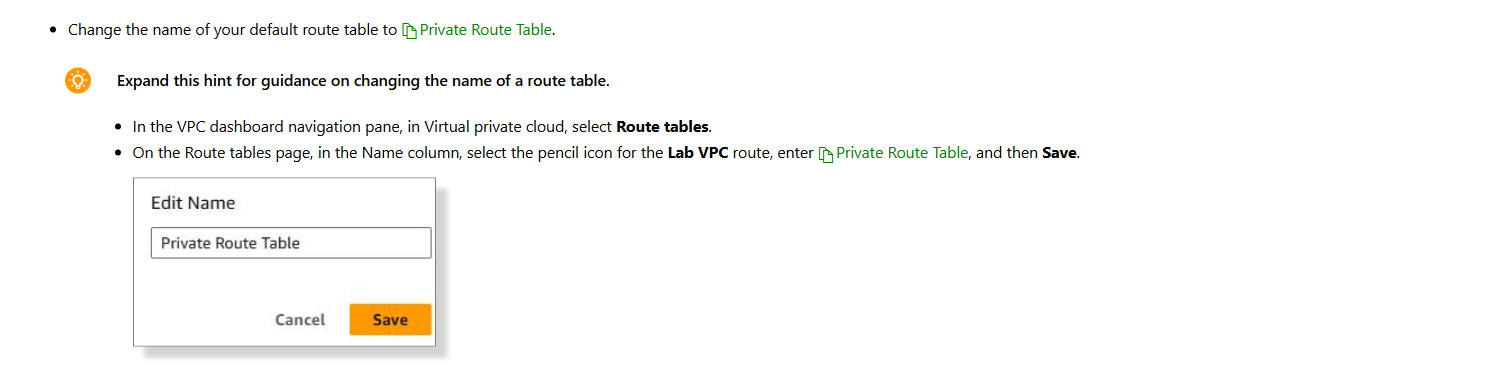 Change the name of your default route table to Private Route Table.
Expand this hint for guidance on changing the name of a route table.
In the VPC dashboard navigation pane, in Virtual private cloud, select Route tables.
On the Route tables page, in the Name column, select the pencil icon for the Lab VPC route, enter Private Route Table, and then Save.
Edit Name
Private Route Table
Cancel Save